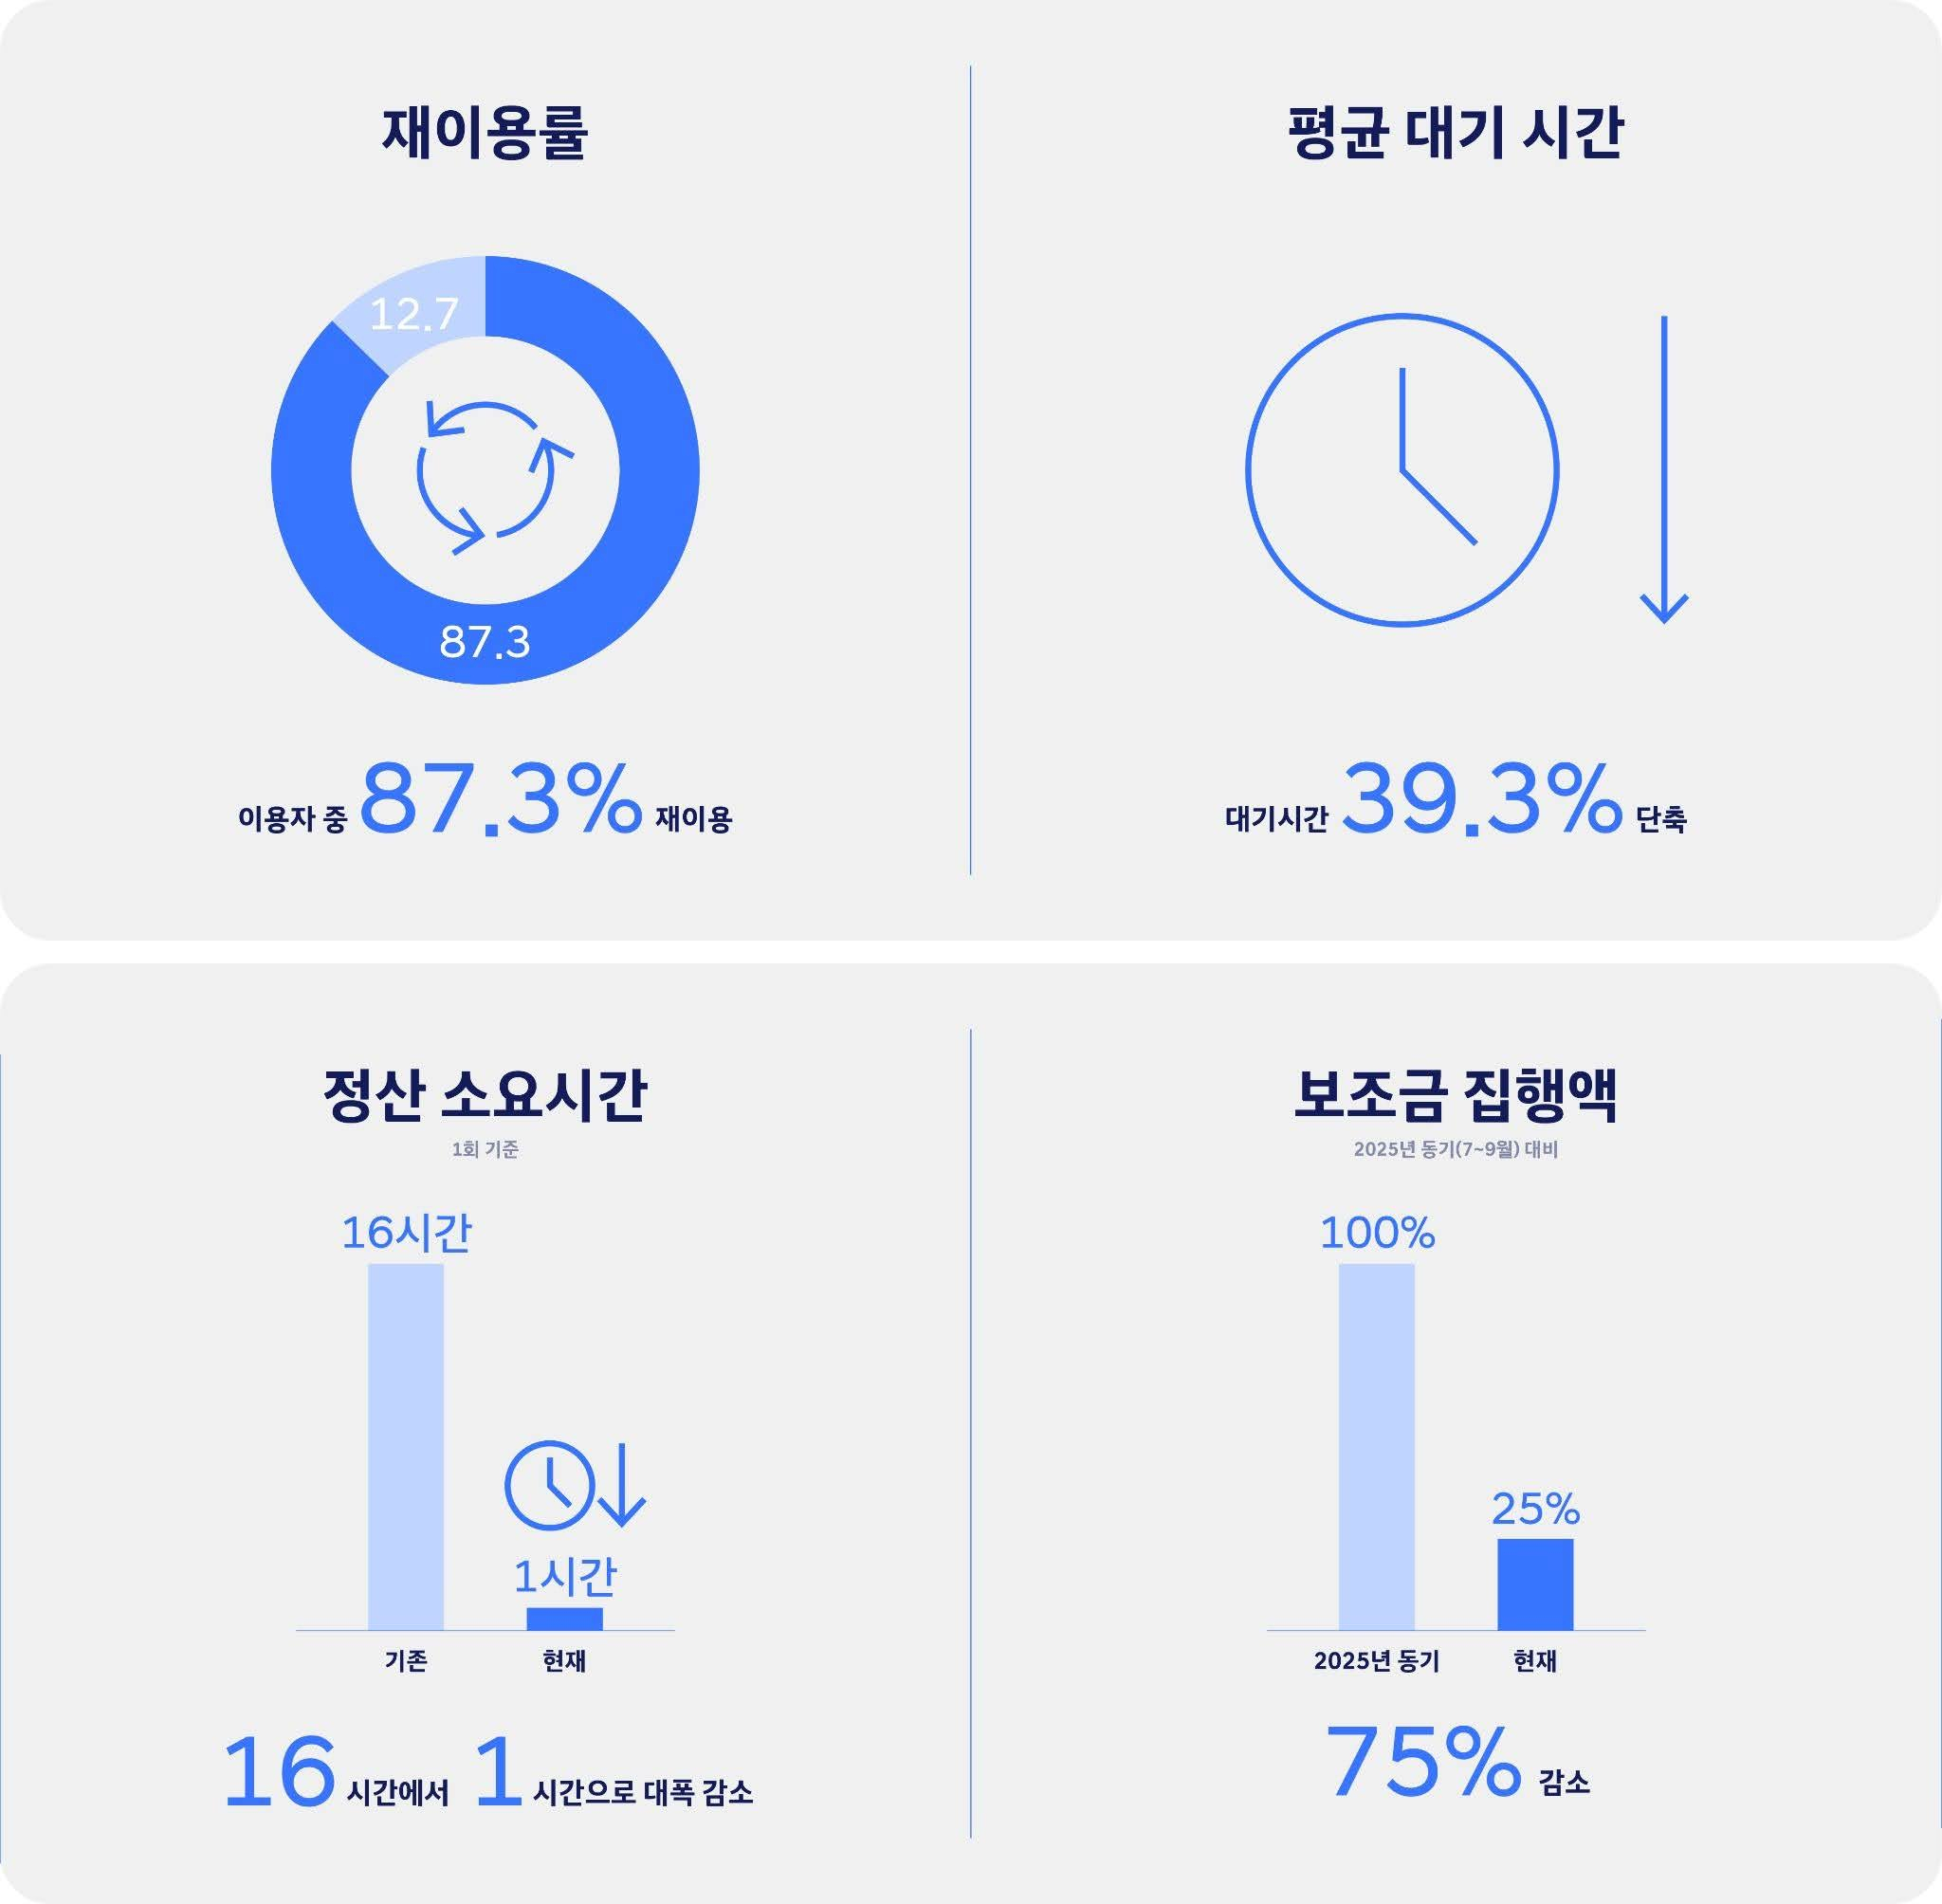 재이용률
12.7
87.3
이용자 중 87.3% 재이용
평균 대기 시간
대기시간 39.3% 단축
정산 소요시간
1회 기준
16시간
1시간
기존
현재
16 시간에서 1 시간으로 대폭 감소
보조금 집행액
2025년 동기(7~9월) 대비
100%
25%
2025년 동기
현재
75% 감소